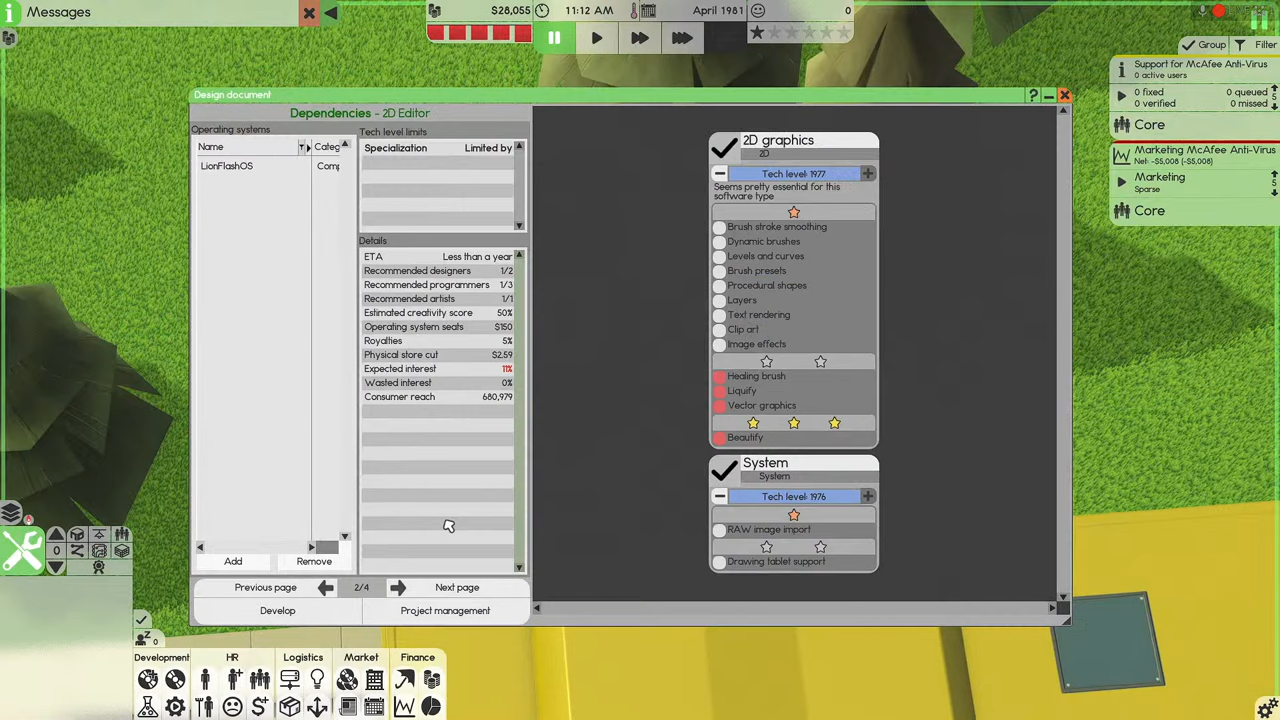 Messages
$28,055
11:12 AM
April 1981
0
Group
Filter
Support for McAfee Anti-Virus
0 active users
0 fixed 0 queued
0 verified 0 missed
5
Core
Marketing McAfee Anti-Virus
Net: -$5,008 (-$5,008)
Marketing
Sparse
5
Core
Design document
?
Dependencies - 2D Editor
Operating systems
Name Categ
LionFlashOS Comp
Add Remove
Tech level limits
Specialization Limited by
Details
ETA Less than a year
Recommended designers 1/2
Recommended programmers 1/3
Recommended artists 1/1
Estimated creativity score 50%
Operating system seats $150
Royalties 5%
Physical store cut $2.59
Expected interest 11%
Wasted interest 0%
Consumer reach 680,979
Previous page 2/4 Next page
Develop Project management
2D graphics
2D
Tech level: 1977
Seems pretty essential for this
software type
Brush stroke smoothing
Dynamic brushes
Levels and curves
Brush presets
Procedural shapes
Layers
Text rendering
Clip art
Image effects
Healing brush
Liquify
Vector graphics
Beautify
System
System
Tech level: 1976
RAW image import
Drawing tablet support
0
0
Development HR Logistics Market Finance